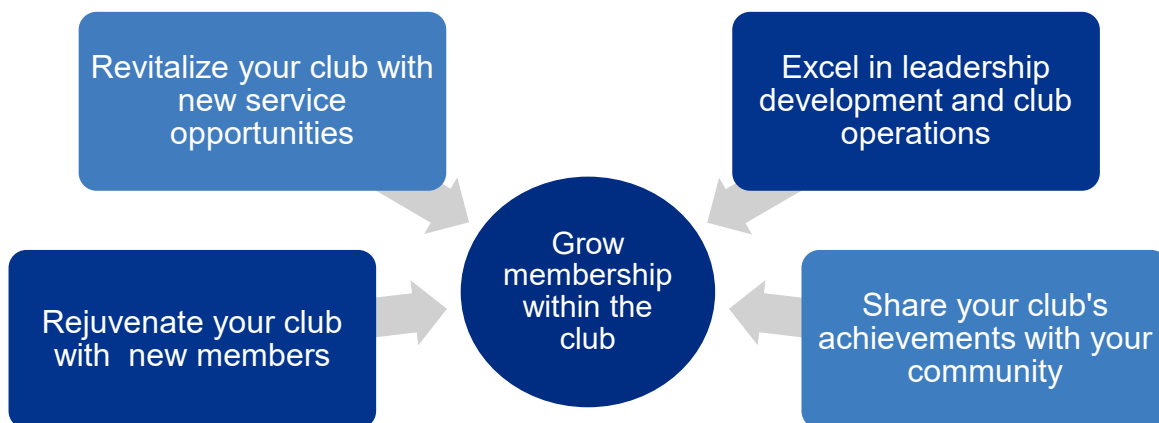 Revitalize your club with
new service
opportunities
Excel in leadership
development and club
operations
Grow
membership
within the
club
Rejuvenate your club
with  new members
Share your club's
achievements with your
community